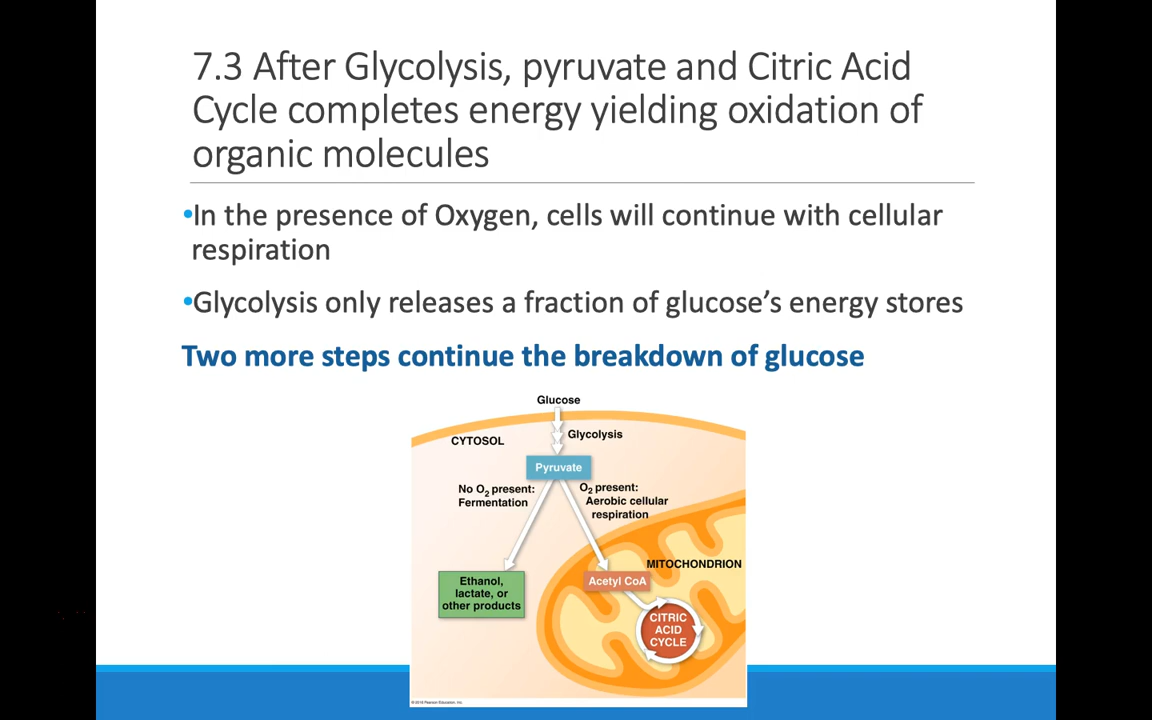 7.3 After Glycolysis, pyruvate and Citric Acid
Cycle completes energy yielding oxidation of
organic molecules
•In the presence of Oxygen, cells will continue with cellular
respiration
•Glycolysis only releases a fraction of glucose’s energy stores
Two more steps continue the breakdown of glucose
Glucose
CYTOSOL
Glycolysis
Pyruvate
No O2 present:
Fermentation
O2 present:
Aerobic cellular
respiration
MITOCHONDRION
Ethanol,
lactate, or
other products
Acetyl CoA
CITRIC
ACID
CYCLE